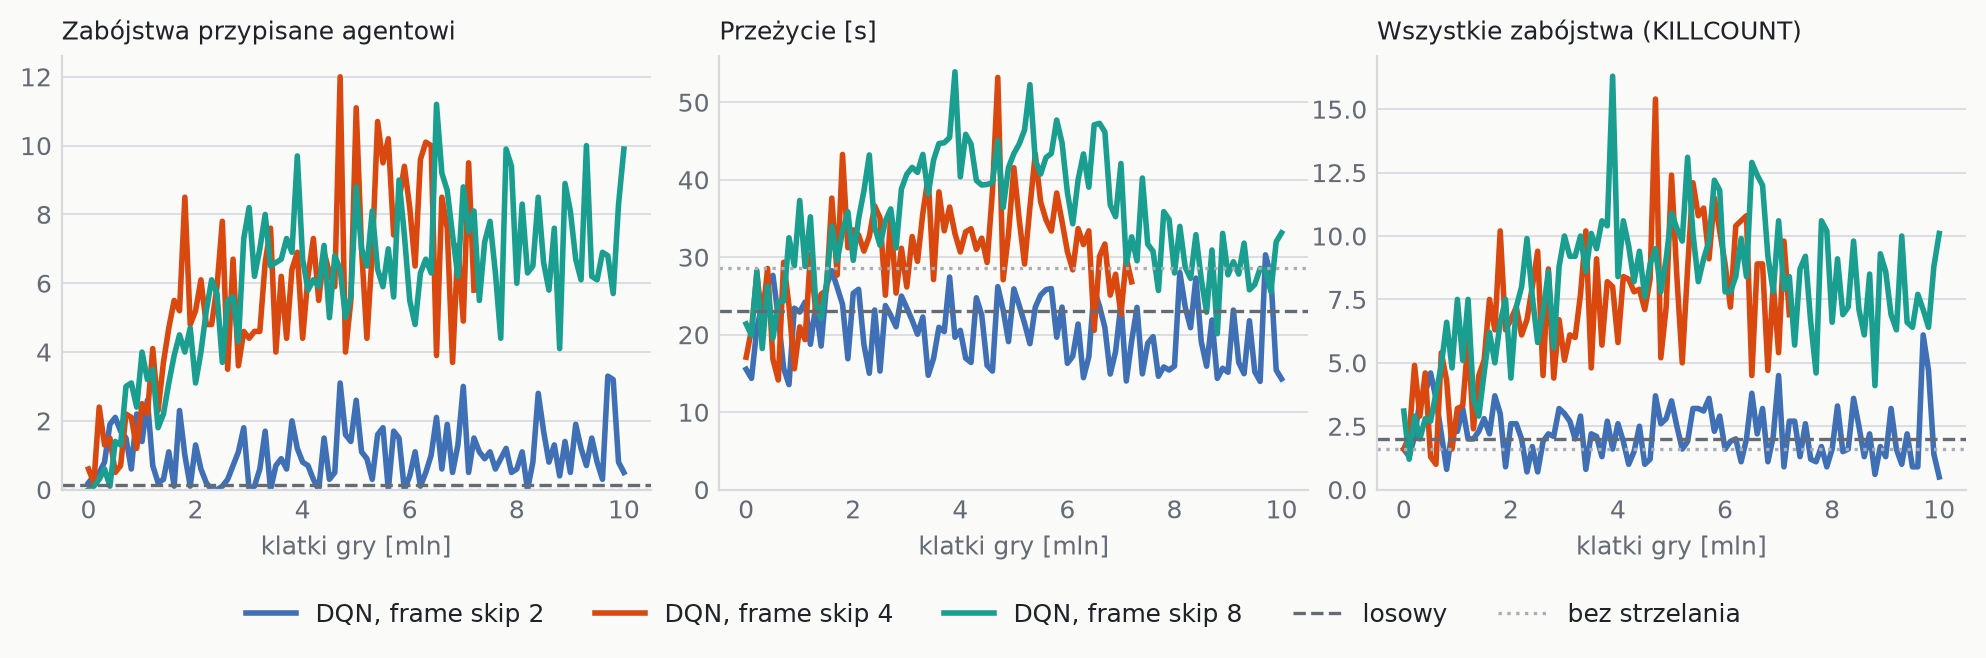 Zabójstwa przypisane agentowi
12
10
8
6
4
2
0
0 2 4 6 8 10
klatki gry [mln]
Przeżycie [s]
50
40
30
20
10
0
0 2 4 6 8 10
klatki gry [mln]
Wszystkie zabójstwa (KILLCOUNT)
15.0
12.5
10.0
7.5
5.0
2.5
0.0
0 2 4 6 8 10
klatki gry [mln]
DQN, frame skip 2
DQN, frame skip 4
DQN, frame skip 8
losowy
bez strzelania